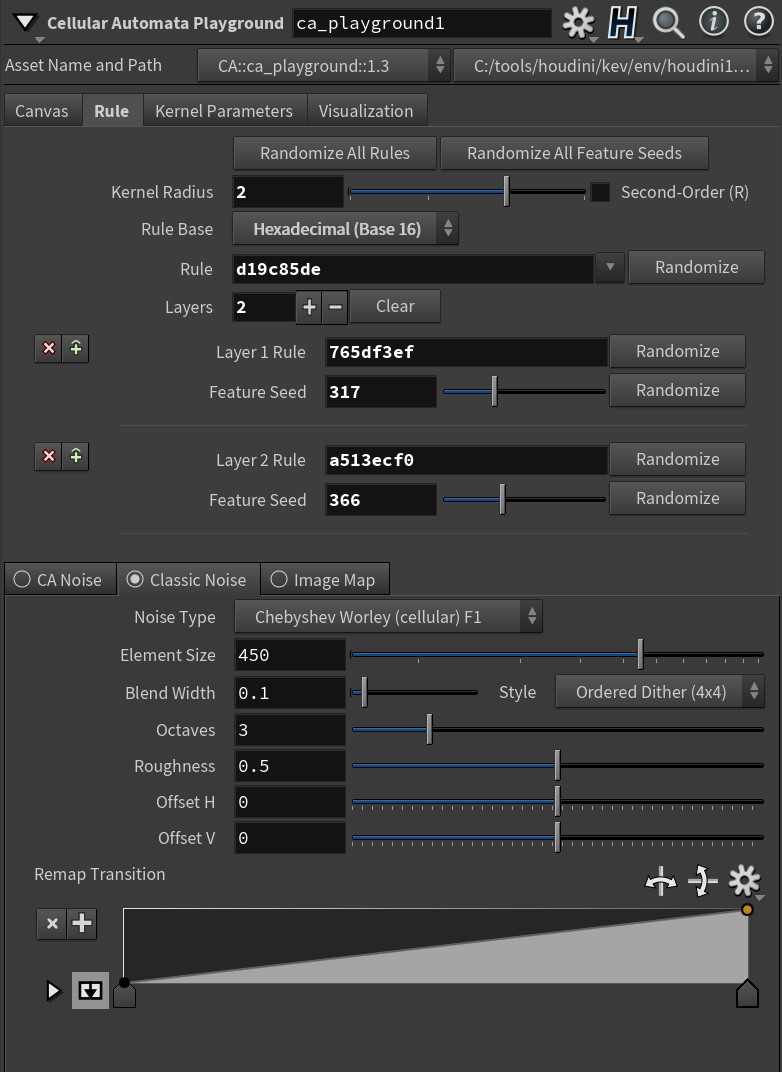 Cellular Automata Playground ca_playground1
Asset Name and Path CA::ca_playground::1.3 C:/tools/houdini/kev/env/houdini1...
Canvas Rule Kernel Parameters Visualization
Randomize All Rules Randomize All Feature Seeds
Kernel Radius 2 Second-Order (R)
Rule Base Hexadecimal (Base 16)
Rule d19c85de Randomize
Layers 2 Clear
Layer 1 Rule 765df3ef Randomize
Feature Seed 317 Randomize
Layer 2 Rule a513ecf0 Randomize
Feature Seed 366 Randomize
CA Noise Classic Noise Image Map
Noise Type Chebyshev Worley (cellular) F1
Element Size 450
Blend Width 0.1 Style Ordered Dither (4x4)
Octaves 3
Roughness 0.5
Offset H 0
Offset V 0
Remap Transition